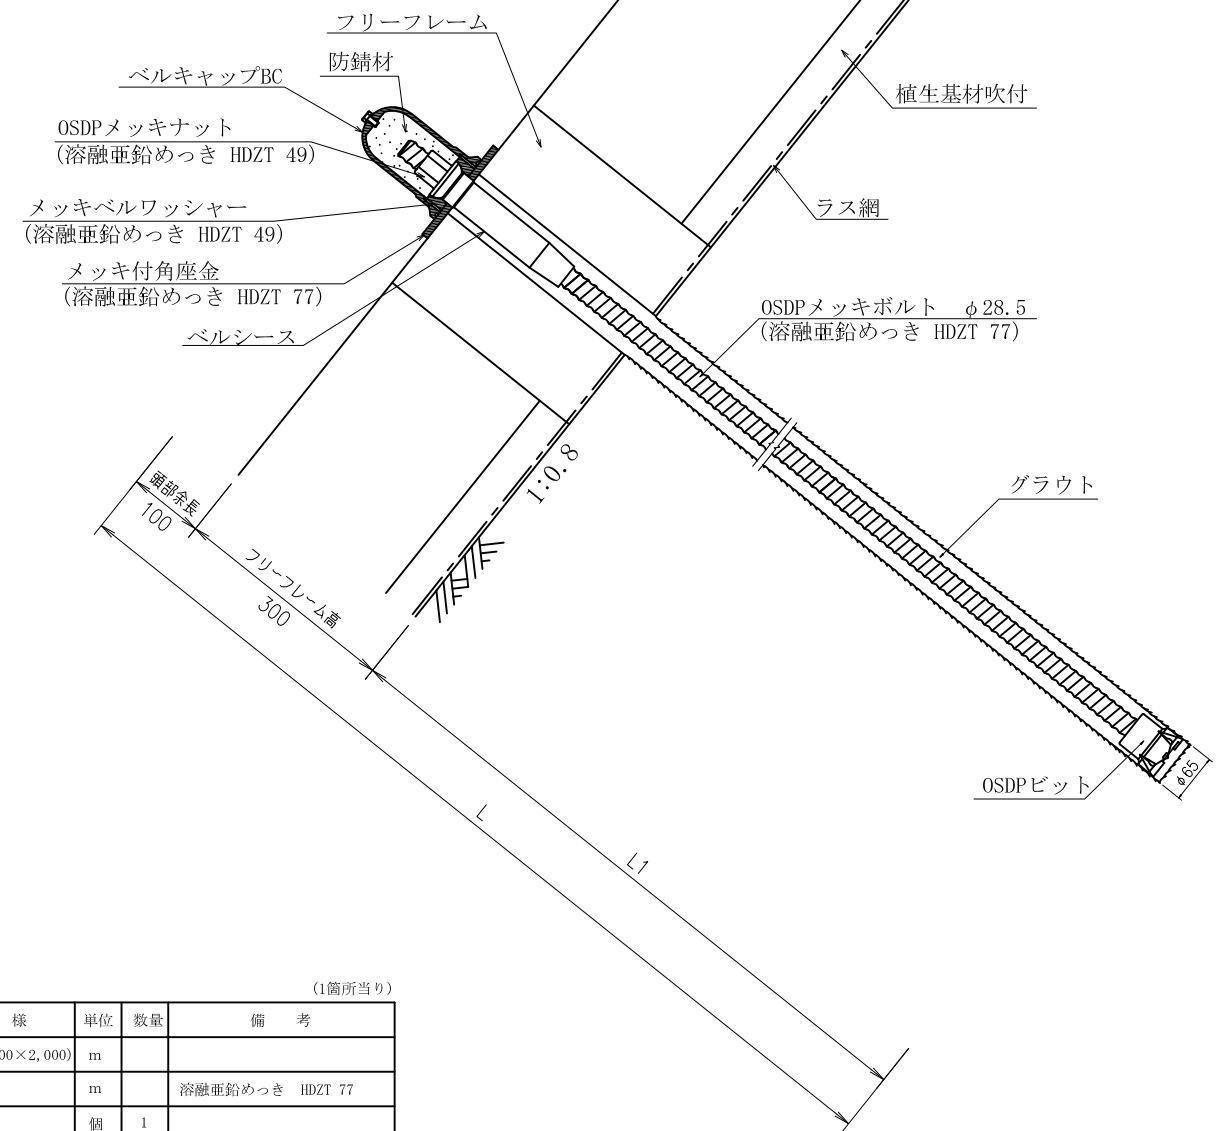 フリーフレーム
防錆材
ベルキャップBC
植生基材吹付
OSDPメッキナット
(溶融亜鉛めっき HDZT 49)
メッキベルワッシャー
(溶融亜鉛めっき HDZT 49)
ラス網
メッキ付角座金
(溶融亜鉛めっき HDZT 77)
OSDPメッキボルト φ28.5
(溶融亜鉛めっき HDZT 77)
ベルシース
1:0.8
頭部余長
100
グラウト
フリーフレーム高
300
OSDPビット
φ65
L
L1
(1箇所当り)
様 単位 数量 備 考
00×2,000) m
m 溶融亜鉛めっき HDZT 77
個 1